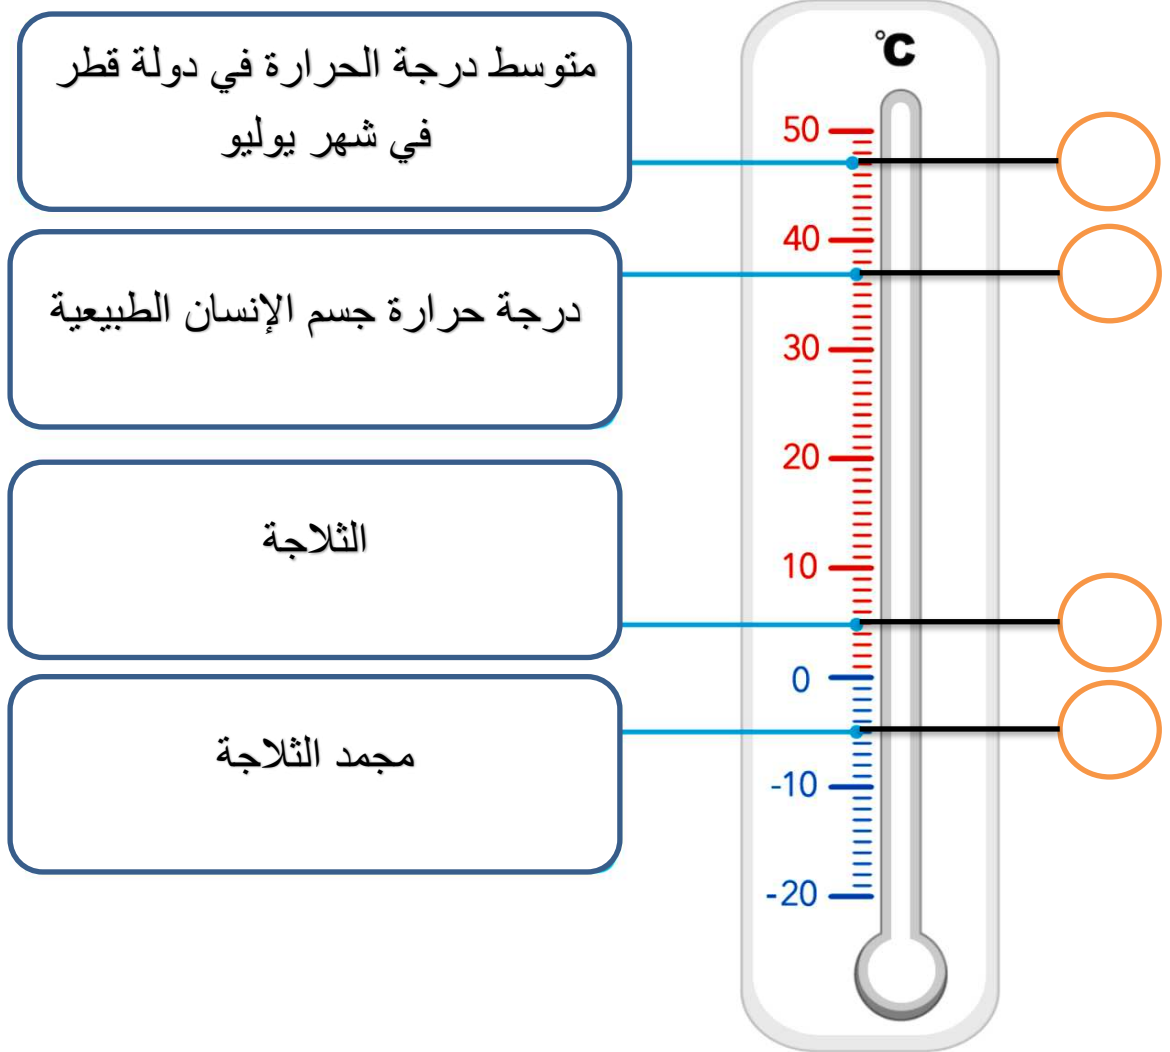 متوسط درجة الحرارة في دولة قطر
في شهر يوليو
درجة حرارة جسم الإنسان الطبيعية
الثلاجة
مجمد الثلاجة
°C
50
40
30
20
10
0
-10
-20